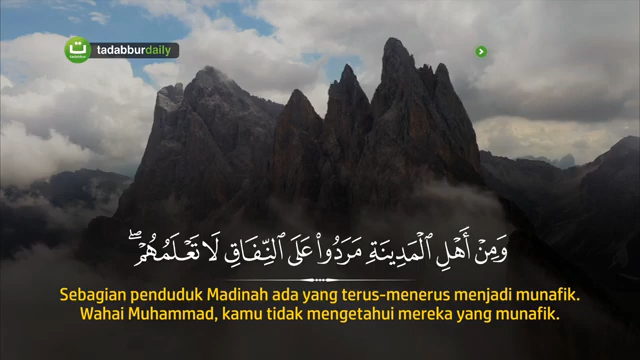 tadabburdaily
وَمِنْ أَهْلِ ٱلْمَدِينَةِ مَرَدُوا۟ عَلَى ٱلنِّفَاقِ لَا تَعْلَمُهُمْ ۖ
Sebagian penduduk Madinah ada yang terus-menerus menjadi munafik.
Wahai Muhammad, kamu tidak mengetahui mereka yang munafik.